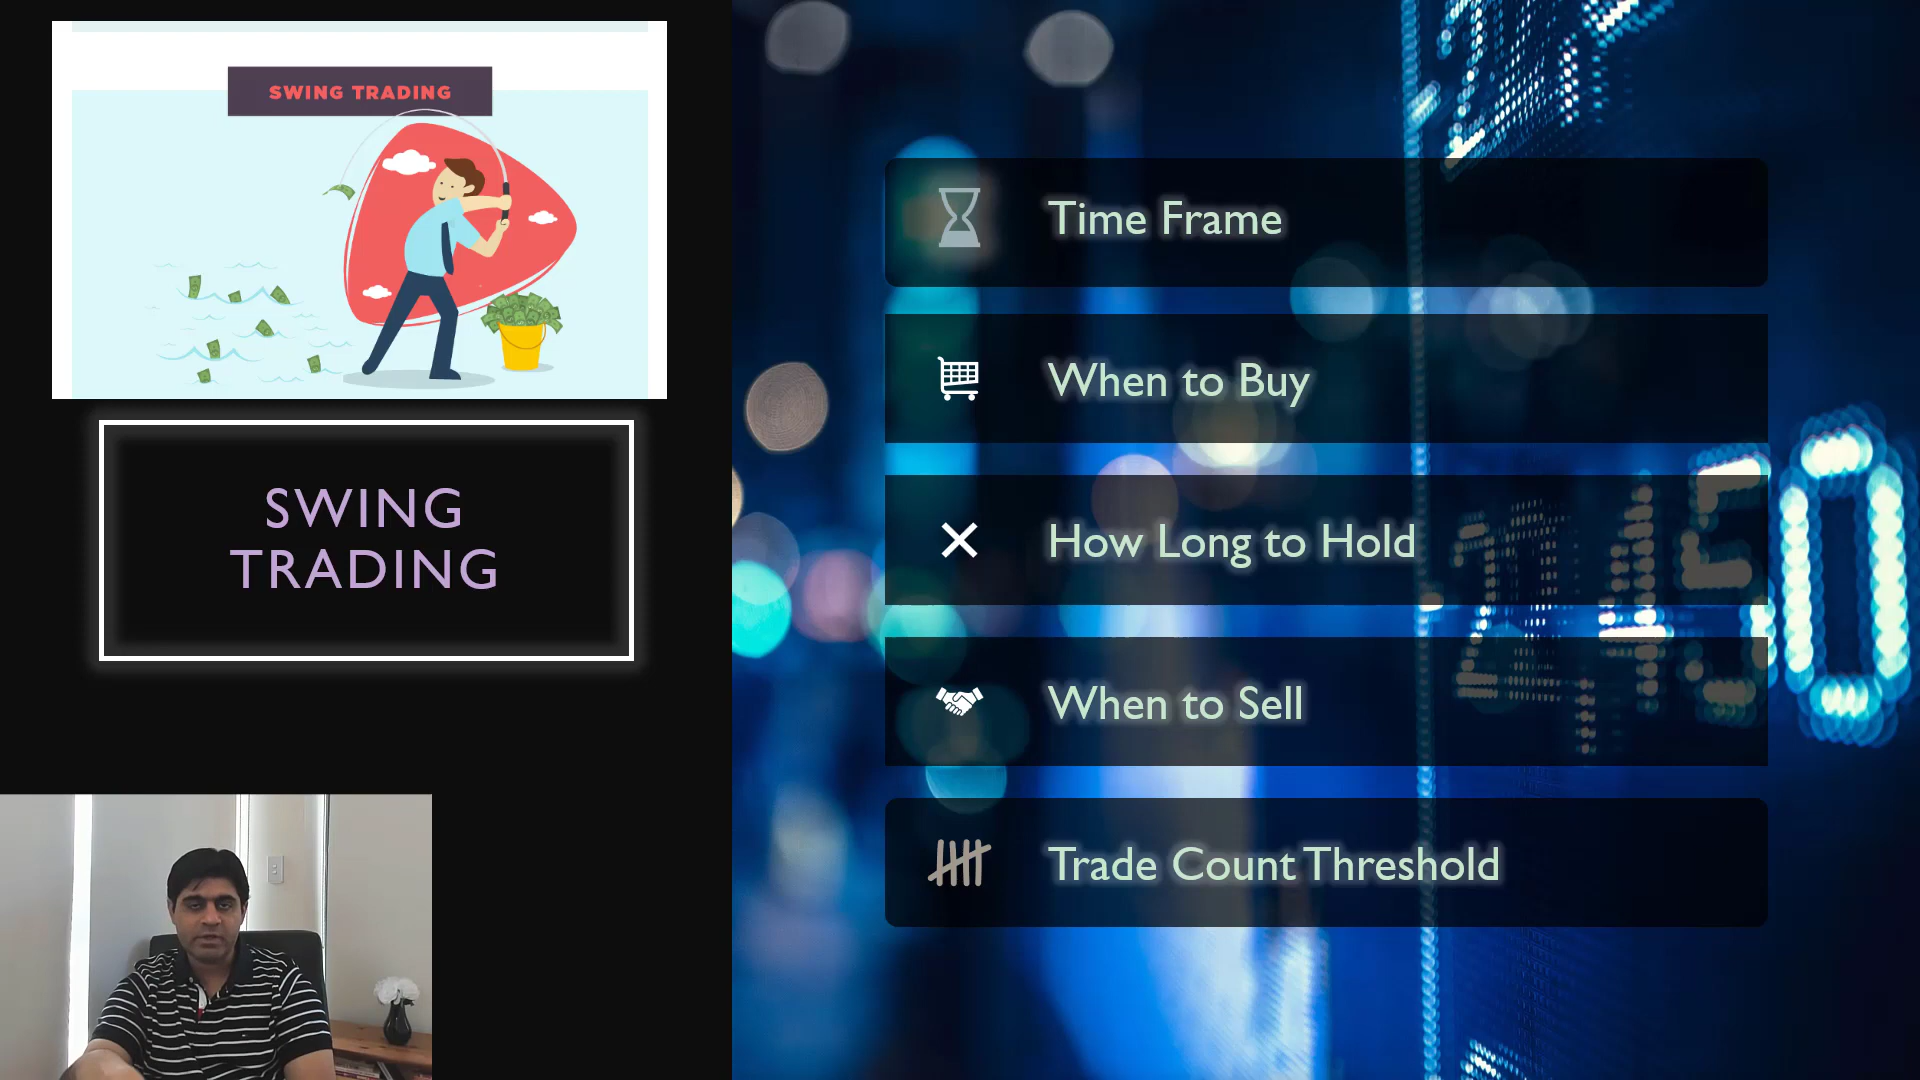 SWING TRADING
SWING
TRADING
Time Frame
When to Buy
How Long to Hold
When to Sell
Trade Count Threshold